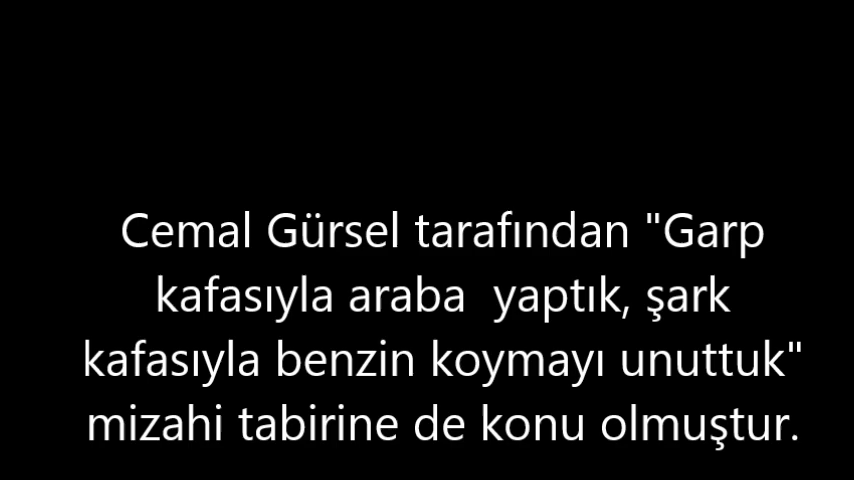 Cemal Gürsel tarafından "Garp
kafasıyla araba  yaptık, şark
kafasıyla benzin koymayı unuttuk"
mizahi tabirine de konu olmuştur.